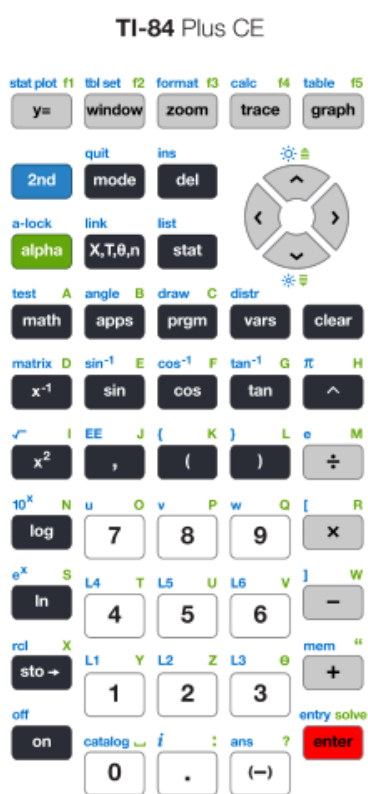 TI-84 Plus CE
stat plot f1 tbl set f2 format f3 calc f4 table f5
y= window zoom trace graph
quit ins
2nd mode del
a-lock link list
alpha X,T,θ,n stat
test A angle B draw C distr
math apps prgm vars clear
matrix D sin⁻¹ E cos⁻¹ F tan⁻¹ G π H
x⁻¹ sin cos tan ^
√‾ I EE J { K } L e M
x² , ( ) ÷
10ˣ N u O v P w Q [ R
log 7 8 9 ×
eˣ S L4 T L5 U L6 V ] W
ln 4 5 6 −
rcl X L1 Y L2 Z L3 θ mem “
sto→ 1 2 3 +
off catalog ⎵ i : ans ? entry solve
on 0 . (−) enter